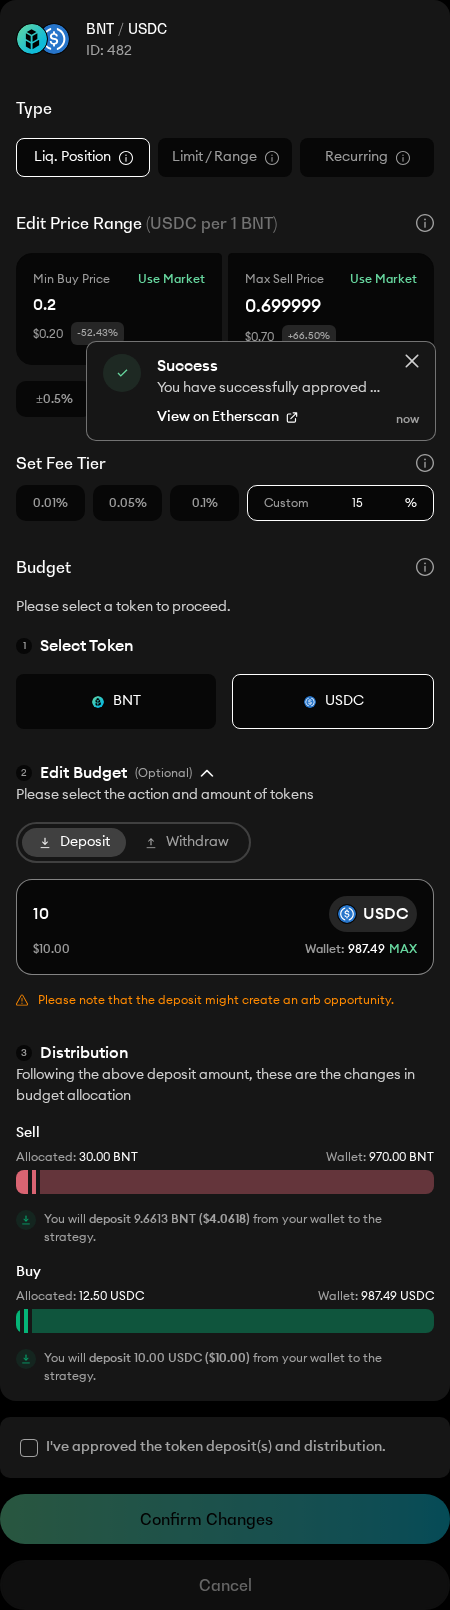 BNT / USDC
ID: 482
Type
Liq. Position
Limit / Range
Recurring
Edit Price Range (USDC per 1 BNT)
Min Buy Price Use Market
Max Sell Price Use Market
0.2
0.699999
$0.20 -52.43%
$0.70 +66.50%
Success
You have successfully approved ...
View on Etherscan
now
±0.5%
Set Fee Tier
0.01%
0.05%
0.1%
Custom 15 %
Budget
Please select a token to proceed.
1 Select Token
BNT
USDC
2 Edit Budget (Optional)
Please select the action and amount of tokens
Deposit
Withdraw
10 USDC
$10.00 Wallet: 987.49 MAX
Please note that the deposit might create an arb opportunity.
3 Distribution
Following the above deposit amount, these are the changes in
budget allocation
Sell
Allocated: 30.00 BNT Wallet: 970.00 BNT
You will deposit 9.6613 BNT ($4.0618) from your wallet to the
strategy.
Buy
Allocated: 12.50 USDC Wallet: 987.49 USDC
You will deposit 10.00 USDC ($10.00) from your wallet to the
strategy.
I've approved the token deposit(s) and distribution.
Confirm Changes
Cancel